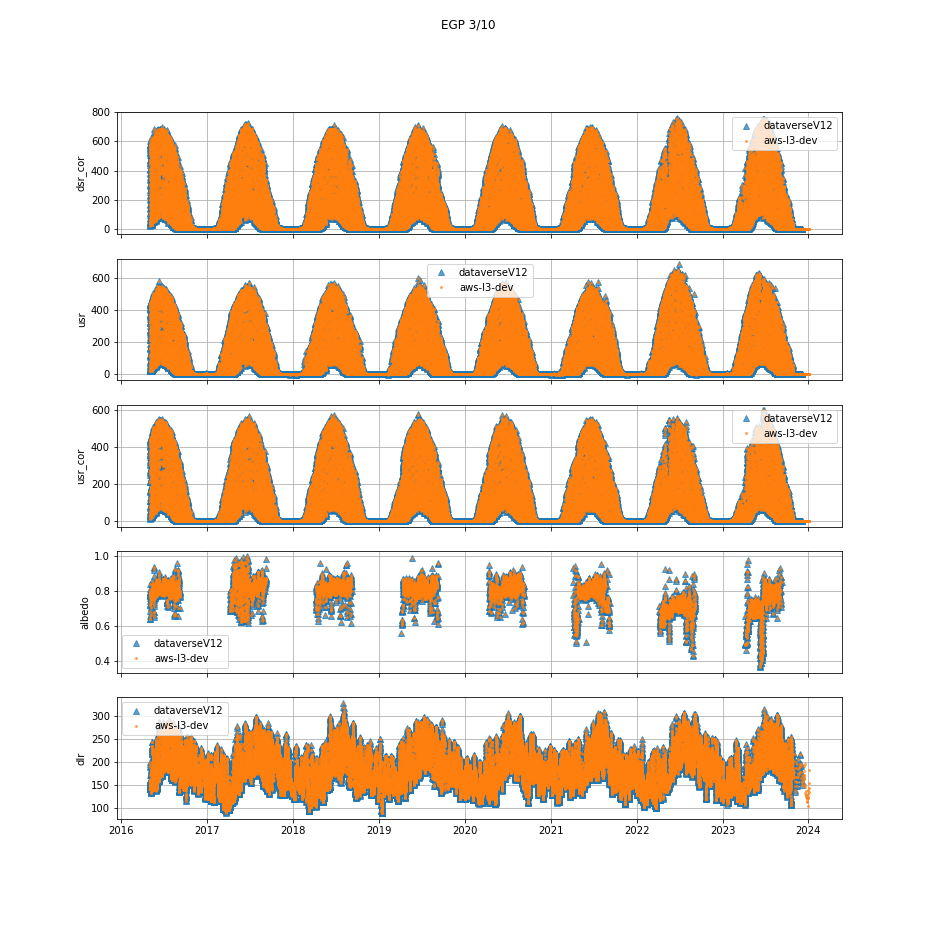 EGP 3/10
800
600
400
200
0
dsr_cor
dataverseV12
aws-l3-dev
600
400
200
0
usr
dataverseV12
aws-l3-dev
600
400
200
0
usr_cor
dataverseV12
aws-l3-dev
1.0
0.8
0.6
0.4
albedo
dataverseV12
aws-l3-dev
300
250
200
150
100
dlr
dataverseV12
aws-l3-dev
2016 2017 2018 2019 2020 2021 2022 2023 2024